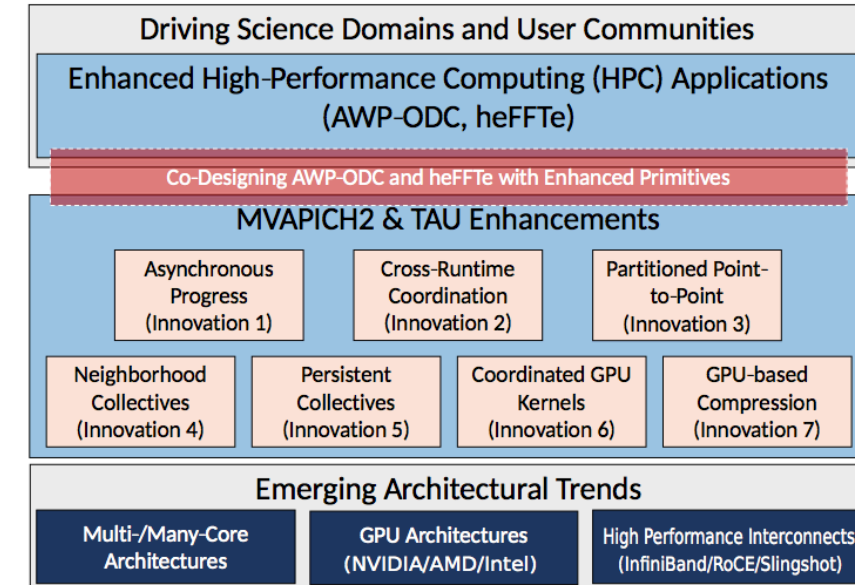 Driving Science Domains and User Communities
Enhanced High-Performance Computing (HPC) Applications
(AWP-ODC, heFFTe)
Co-Designing AWP-ODC and heFFTe with Enhanced Primitives
MVAPICH2 & TAU Enhancements
Asynchronous
Progress
(Innovation 1)
Cross-Runtime
Coordination
(Innovation 2)
Partitioned Point-
to-Point
(Innovation 3)
Neighborhood
Collectives
(Innovation 4)
Persistent
Collectives
(Innovation 5)
Coordinated GPU
Kernels
(Innovation 6)
GPU-based
Compression
(Innovation 7)
Emerging Architectural Trends
Multi-/Many-Core
Architectures
GPU Architectures
(NVIDIA/AMD/Intel)
High Performance Interconnects
(InfiniBand/RoCE/Slingshot)